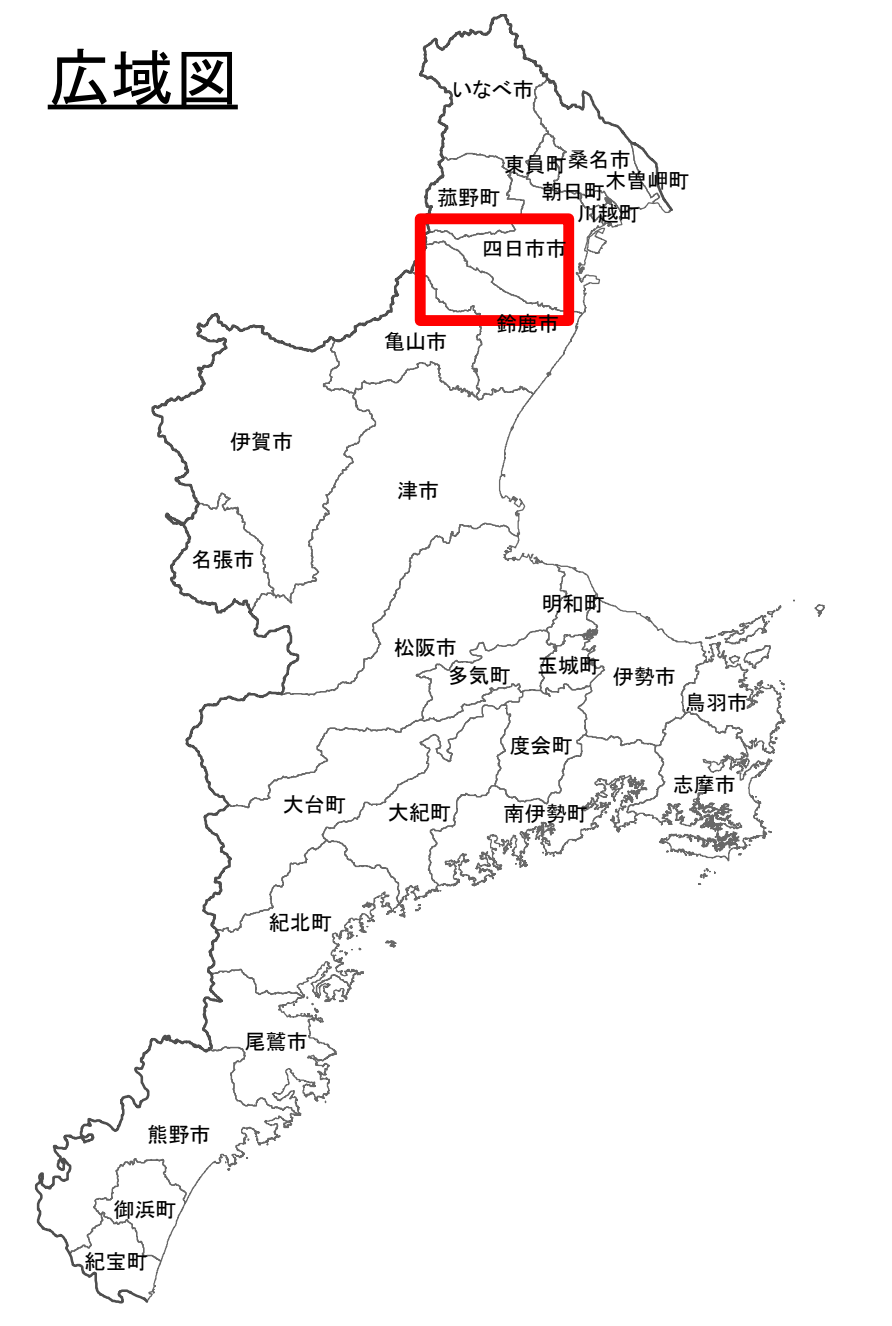 広域図
いなべ市
東員町
桑名市
木曽岬町
朝日町
菰野町
川越町
四日市市
鈴鹿市
亀山市
伊賀市
津市
名張市
明和町
松阪市
多気町
玉城町
伊勢市
鳥羽市
度会町
志摩市
大台町
大紀町
南伊勢町
紀北町
尾鷲市
熊野市
御浜町
紀宝町